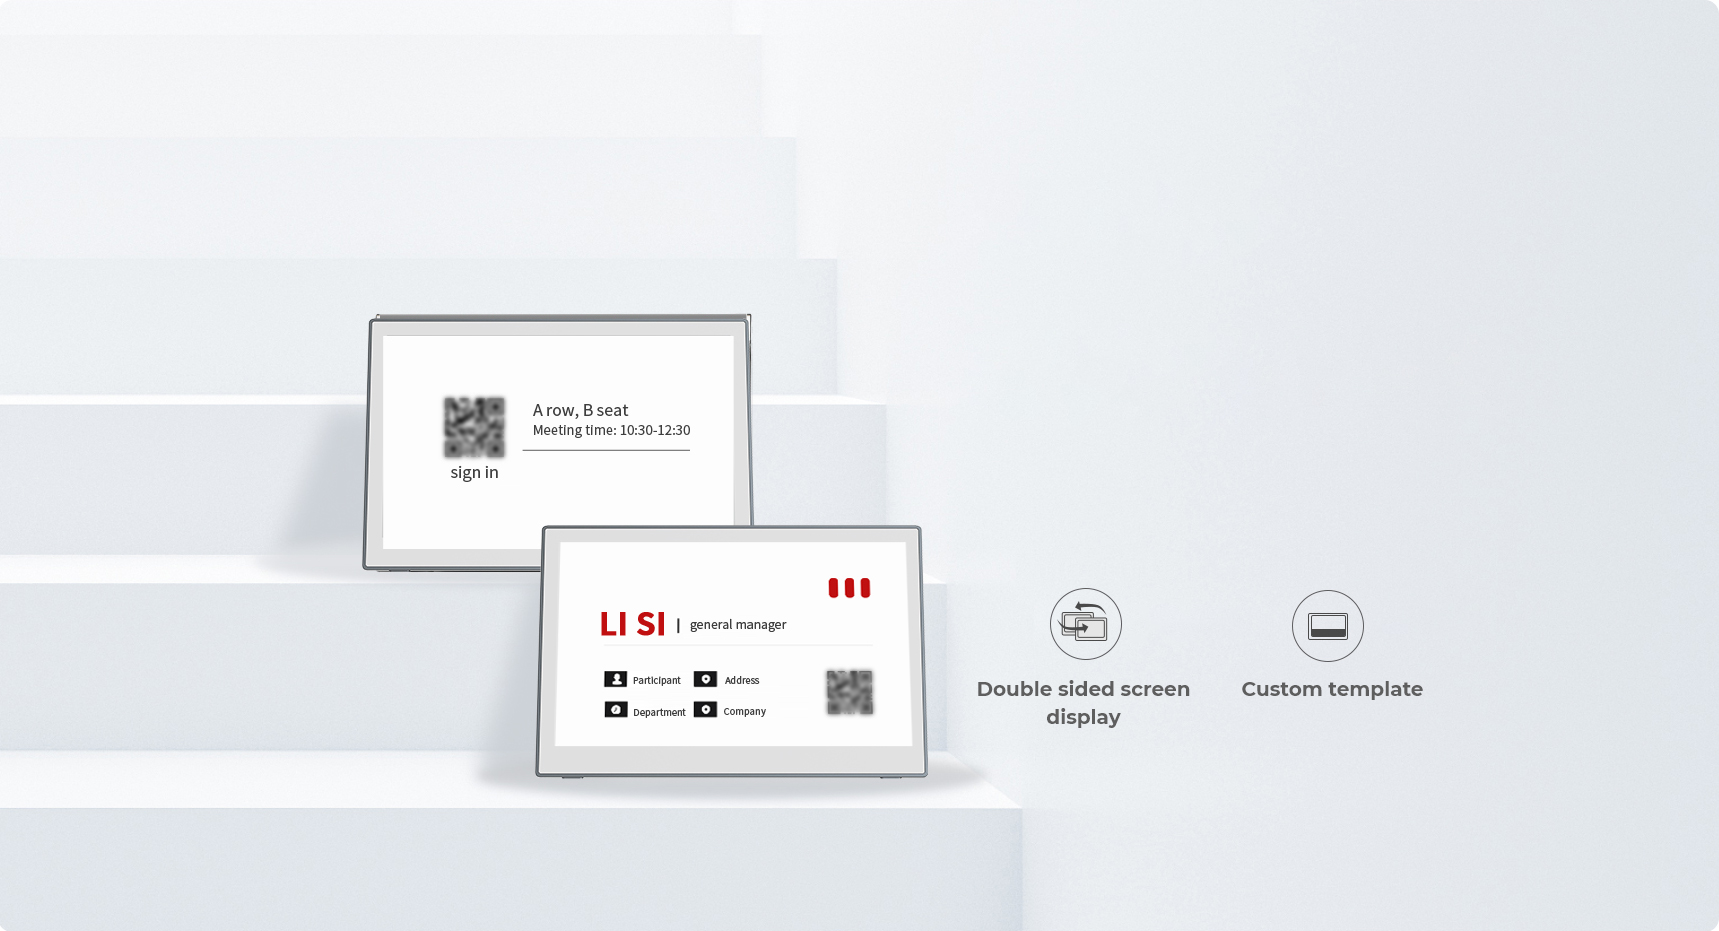 A row, B seat
Meeting time: 10:30-12:30
sign in
LI SI | general manager
Participant
Address
Department
Company
Double sided screen
display
Custom template